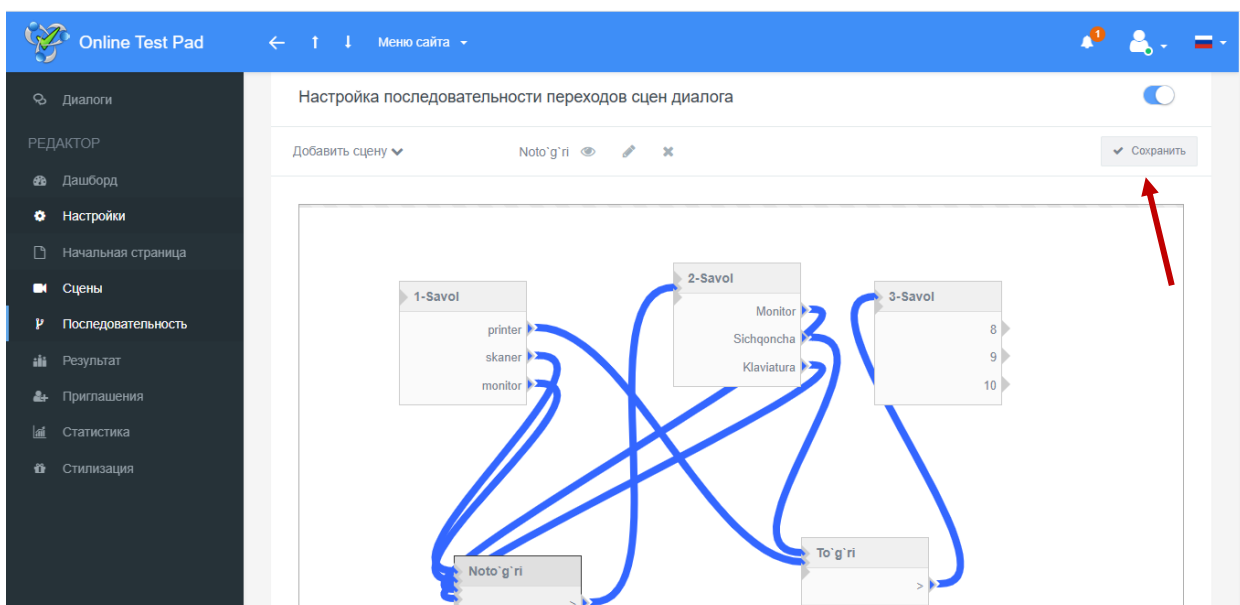 Online Test Pad
Меню сайта
1
Диалоги
РЕДАКТОР
Дашборд
Настройки
Начальная страница
Сцены
Последовательность
Результат
Приглашения
Статистика
Стилизация
Настройка последовательности переходов сцен диалога
Добавить сцену
Noto`g`ri
Сохранить
1-Savol
printer
skaner
monitor
2-Savol
Monitor
Sichqoncha
Klaviatura
3-Savol
8
9
10
Noto`g`ri
>
To`g`ri
>